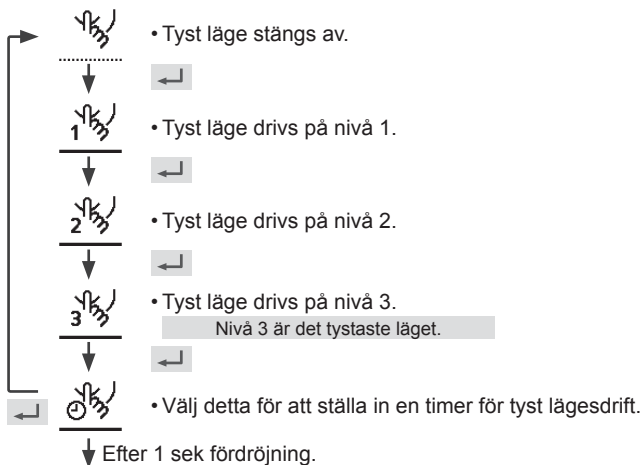 • Tyst läge stängs av.
1
• Tyst läge drivs på nivå 1.
2
• Tyst läge drivs på nivå 2.
3
• Tyst läge drivs på nivå 3.
Nivå 3 är det tystaste läget.
• Välj detta för att ställa in en timer för tyst lägesdrift.
Efter 1 sek fördröjning.